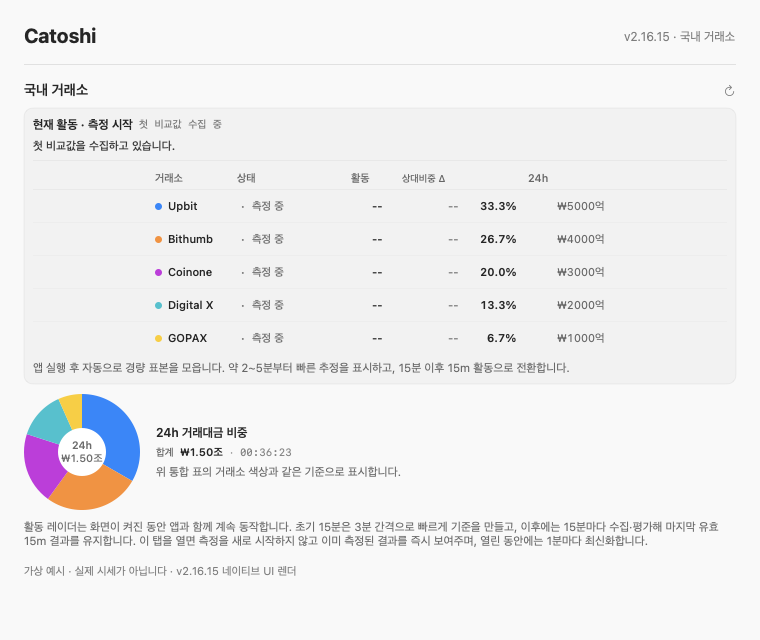 Catoshi
v2.16.15 · 국내 거래소
국내 거래소
현재 활동 · 측정 시작 첫 비교값 수집 중
첫 비교값을 수집하고 있습니다.
거래소 상태 활동 상대비중 Δ 24h
Upbit · 측정 중 -- -- 33.3% ₩5000억
Bithumb · 측정 중 -- -- 26.7% ₩4000억
Coinone · 측정 중 -- -- 20.0% ₩3000억
Digital X · 측정 중 -- -- 13.3% ₩2000억
GOPAX · 측정 중 -- -- 6.7% ₩1000억
앱 실행 후 자동으로 경량 표본을 모읍니다. 약 2~5분부터 빠른 추정을 표시하고, 15분 이후 15m 활동으로 전환합니다.
24h
₩1.50조
24h 거래대금 비중
합계 ₩1.50조 · 00:36:23
위 통합 표의 거래소 색상과 같은 기준으로 표시합니다.
활동 레이더는 화면이 켜진 동안 앱과 함께 계속 동작합니다. 초기 15분은 3분 간격으로 빠르게 기준을 만들고, 이후에는 15분마다 수집·평가해 마지막 유효
15m 결과를 유지합니다. 이 탭을 열면 측정을 새로 시작하지 않고 이미 측정된 결과를 즉시 보여주며, 열린 동안에는 1분마다 최신화합니다.
가상 예시 · 실제 시세가 아닙니다 · v2.16.15 네이티브 UI 렌더